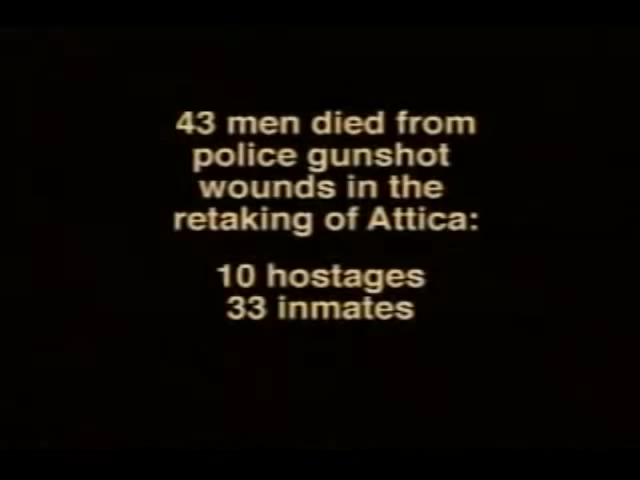 43 men died from
police gunshot
wounds in the
retaking of Attica:
10 hostages
33 inmates